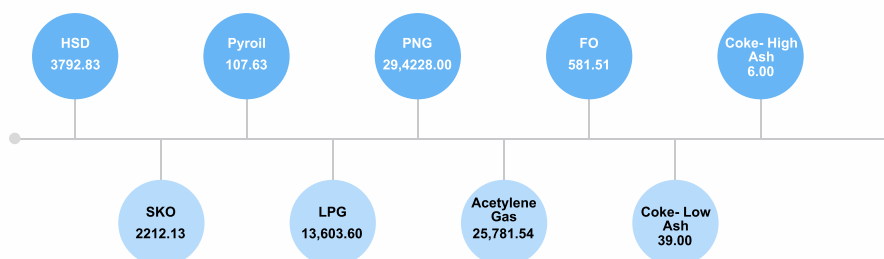 HSD
3792.83
Pyroil
107.63
PNG
29,4228.00
FO
581.51
Coke- High
Ash
6.00
SKO
2212.13
LPG
13,603.60
Acetylene
Gas
25,781.54
Coke- Low
Ash
39.00